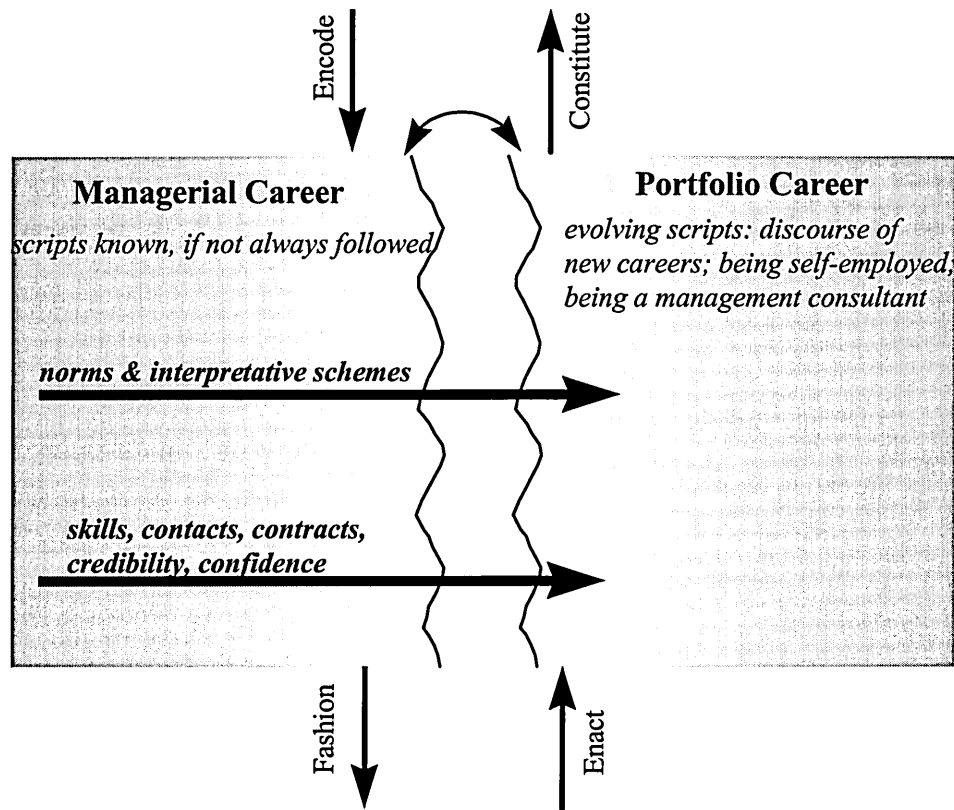 Encode
Constitute
Managerial Career
scripts known, if not always followed
Portfolio Career
evolving scripts: discourse of
new careers; being self-employed;
being a management consultant
norms & interpretative schemes
skills, contacts, contracts,
credibility, confidence
Fashion
Enact